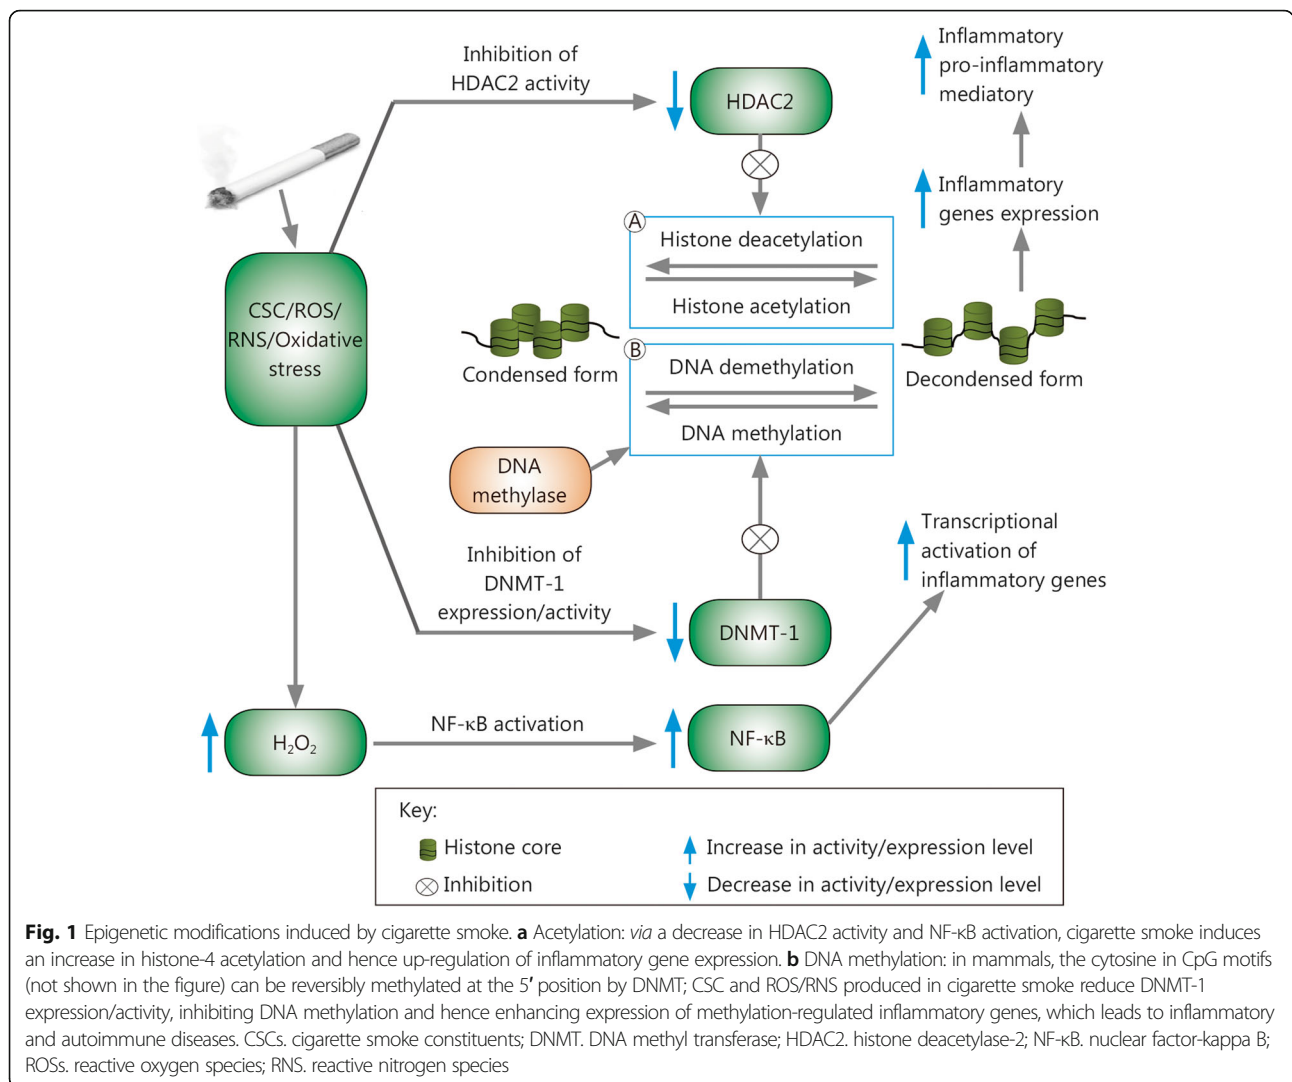 Inhibition of
HDAC2 activity
HDAC2
Inflammatory
pro-inflammatory
mediatory
Inflammatory
genes expression
A
Histone deacetylation
Histone acetylation
CSC/ROS/
RNS/Oxidative
stress
Condensed form
B
DNA demethylation
DNA methylation
Decondensed form
DNA
methylase
Inhibition of
DNMT-1
expression/activity
DNMT-1
Transcriptional
activation of
inflammatory genes
H₂O₂
NF-κB activation
NF-κB
Key:
Histone core
Increase in activity/expression level
Inhibition
Decrease in activity/expression level
Fig. 1 Epigenetic modifications induced by cigarette smoke. a Acetylation: via a decrease in HDAC2 activity and NF-κB activation, cigarette smoke induces
an increase in histone-4 acetylation and hence up-regulation of inflammatory gene expression. b DNA methylation: in mammals, the cytosine in CpG motifs
(not shown in the figure) can be reversibly methylated at the 5′ position by DNMT; CSC and ROS/RNS produced in cigarette smoke reduce DNMT-1
expression/activity, inhibiting DNA methylation and hence enhancing expression of methylation-regulated inflammatory genes, which leads to inflammatory
and autoimmune diseases. CSCs. cigarette smoke constituents; DNMT. DNA methyl transferase; HDAC2. histone deacetylase-2; NF-κB. nuclear factor-kappa B;
ROSs. reactive oxygen species; RNS. reactive nitrogen species